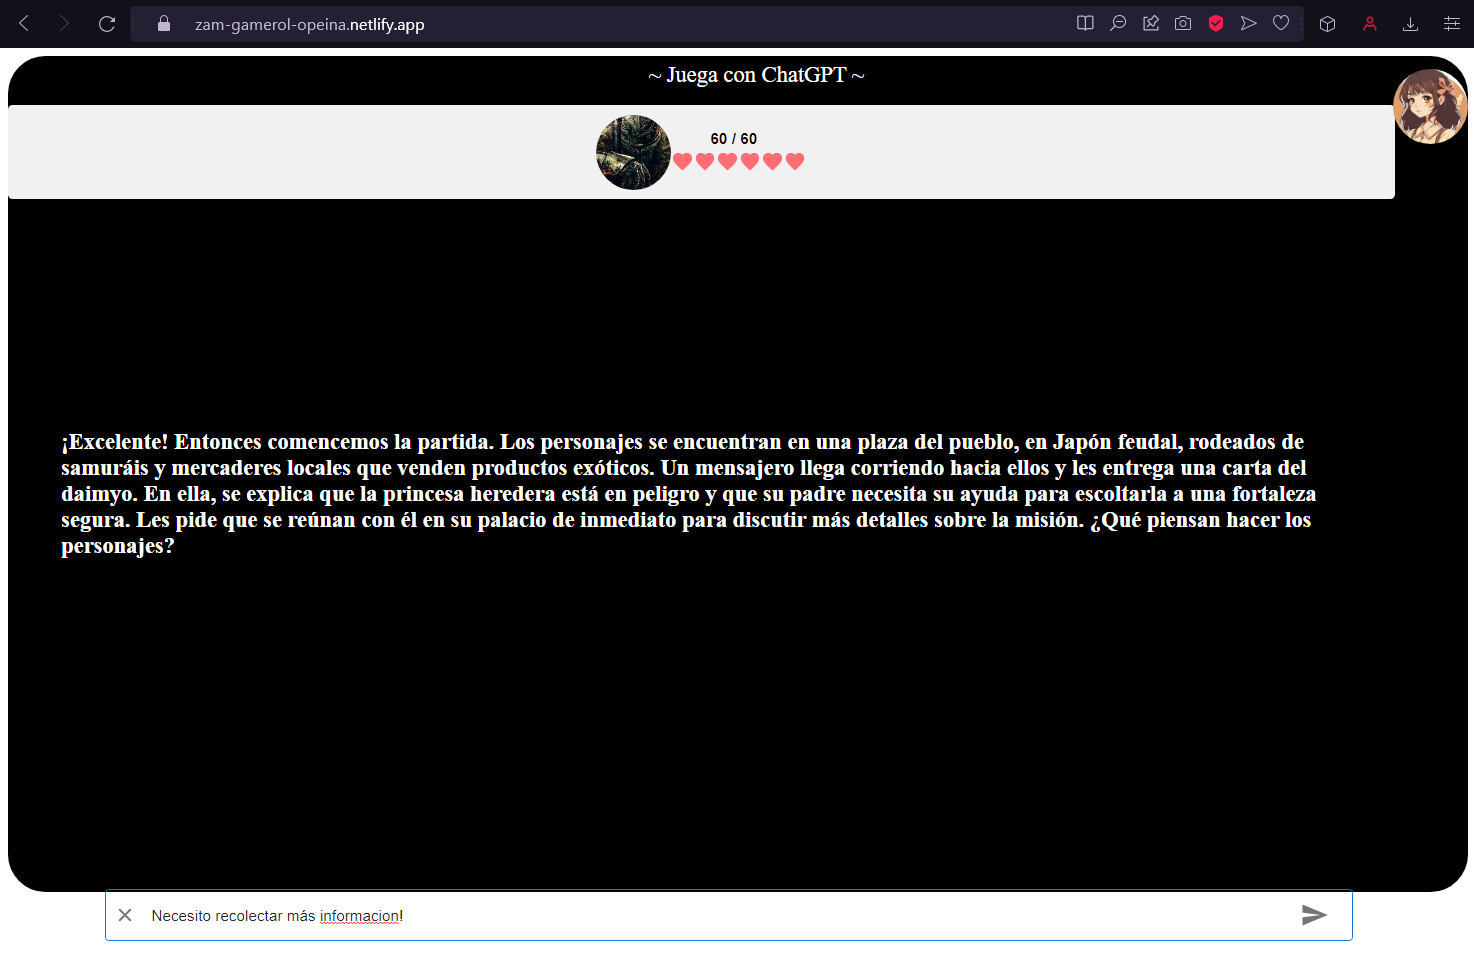 zam-gamerol-opeina.netlify.app
~ Juega con ChatGPT ~
60 / 60
¡Excelente! Entonces comencemos la partida. Los personajes se encuentran en una plaza del pueblo, en Japón feudal, rodeados de
samuráis y mercaderes locales que venden productos exóticos. Un mensajero llega corriendo hacia ellos y les entrega una carta del
daimyo. En ella, se explica que la princesa heredera está en peligro y que su padre necesita su ayuda para escoltarla a una fortaleza
segura. Les pide que se reúnan con él en su palacio de inmediato para discutir más detalles sobre la misión. ¿Qué piensan hacer los
personajes?
Necesito recolectar más informacion!